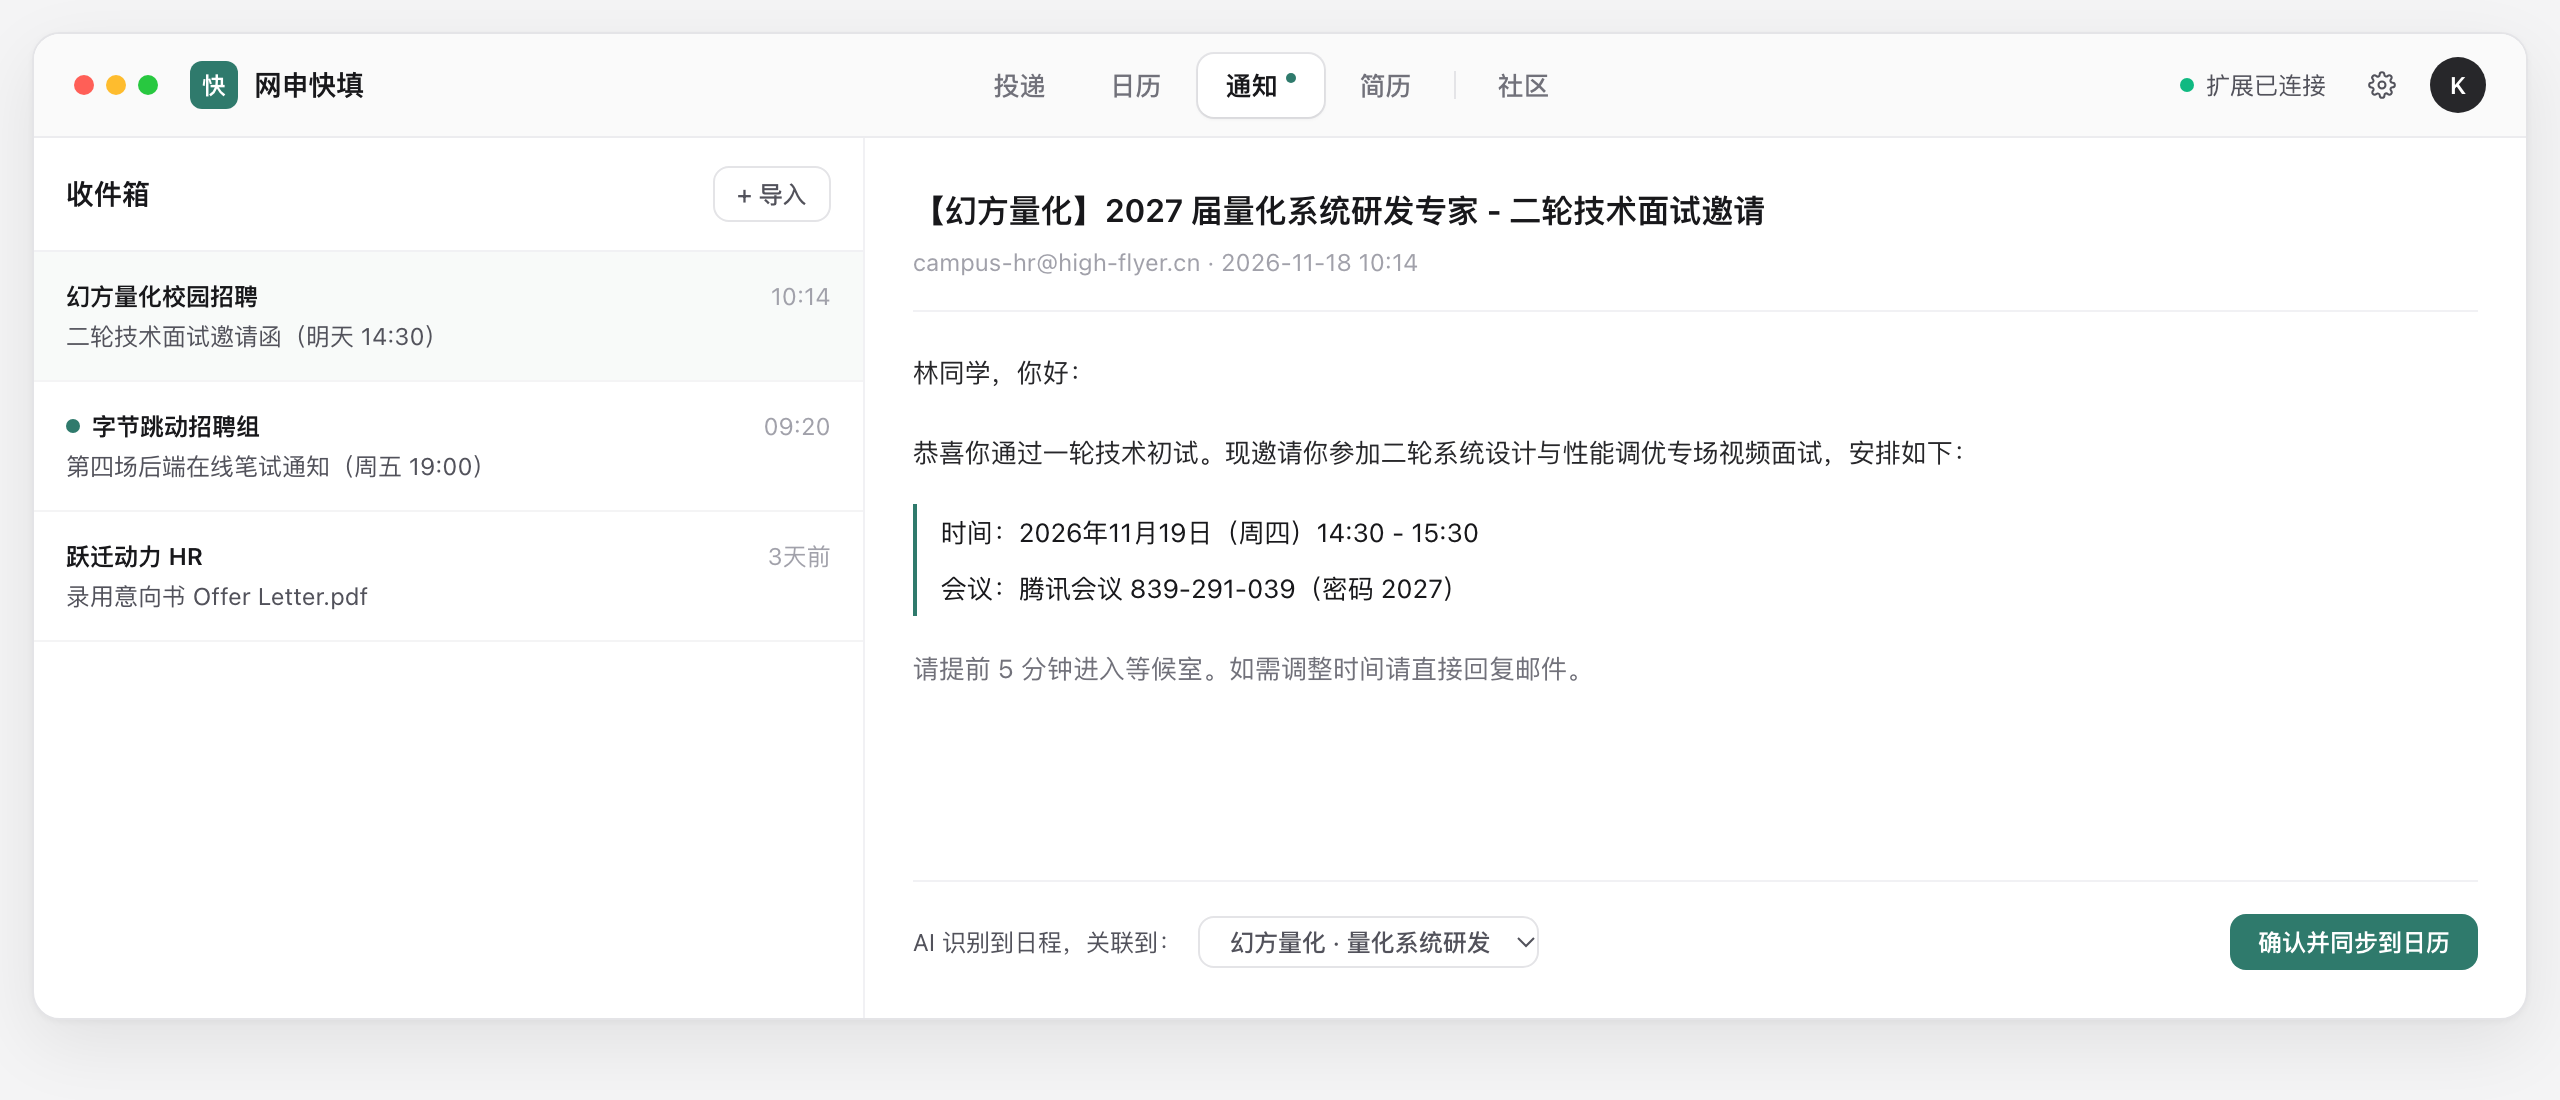 快 网申快填
投递 日历 通知 简历 社区
扩展已连接 K
收件箱
+ 导入
幻方量化校园招聘 10:14
二轮技术面试邀请函（明天 14:30）
字节跳动招聘组 09:20
第四场后端在线笔试通知（周五 19:00）
跃迁动力 HR 3天前
录用意向书 Offer Letter.pdf
【幻方量化】2027 届量化系统研发专家 - 二轮技术面试邀请
campus-hr@high-flyer.cn · 2026-11-18 10:14
林同学，你好：
恭喜你通过一轮技术初试。现邀请你参加二轮系统设计与性能调优专场视频面试，安排如下：
时间：2026年11月19日（周四）14:30 - 15:30
会议：腾讯会议 839-291-039（密码 2027）
请提前 5 分钟进入等候室。如需调整时间请直接回复邮件。
AI 识别到日程，关联到： 幻方量化 · 量化系统研发
确认并同步到日历